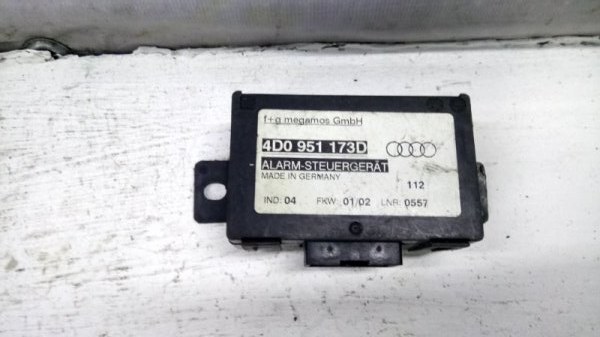 f+g megamos GmbH
4D0 951 173D
ALARM-STEUERGERÄT
MADE IN GERMANY
112
IND: 04 FKW: 01/02 LNR: 0557